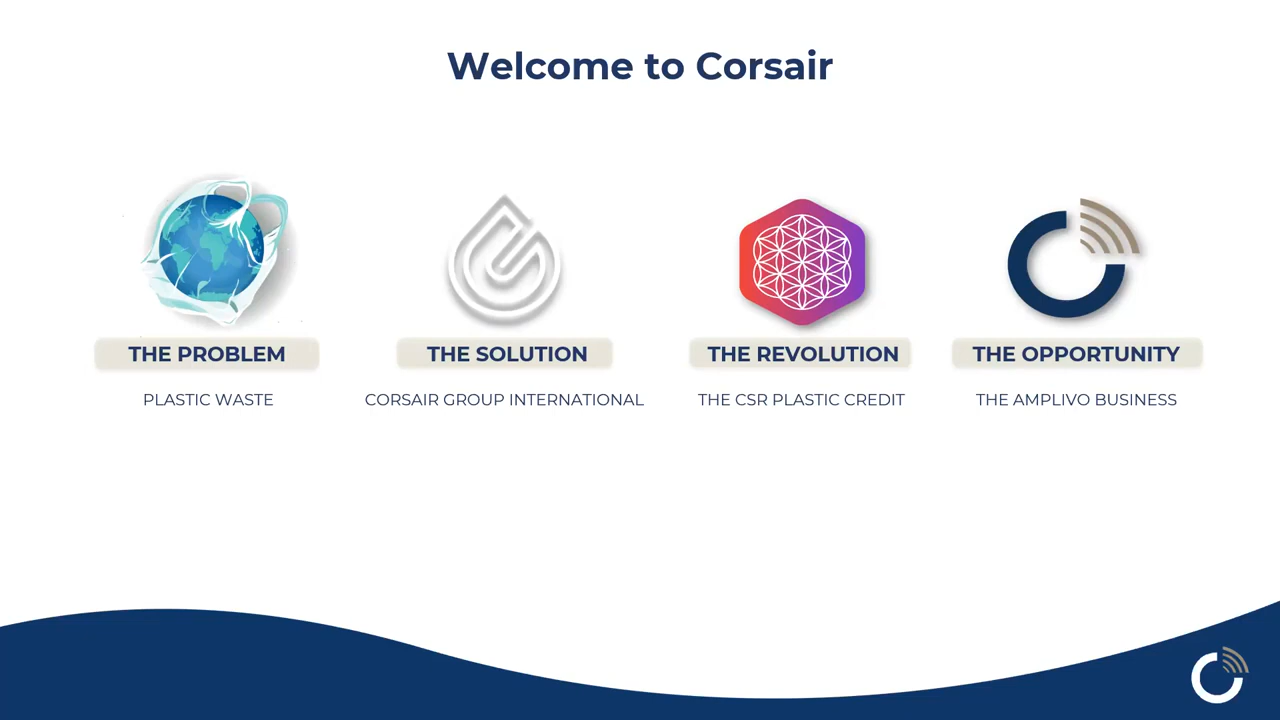 Welcome to Corsair
THE PROBLEM
PLASTIC WASTE
THE SOLUTION
CORSAIR GROUP INTERNATIONAL
THE REVOLUTION
THE CSR PLASTIC CREDIT
THE OPPORTUNITY
THE AMPLIVO BUSINESS